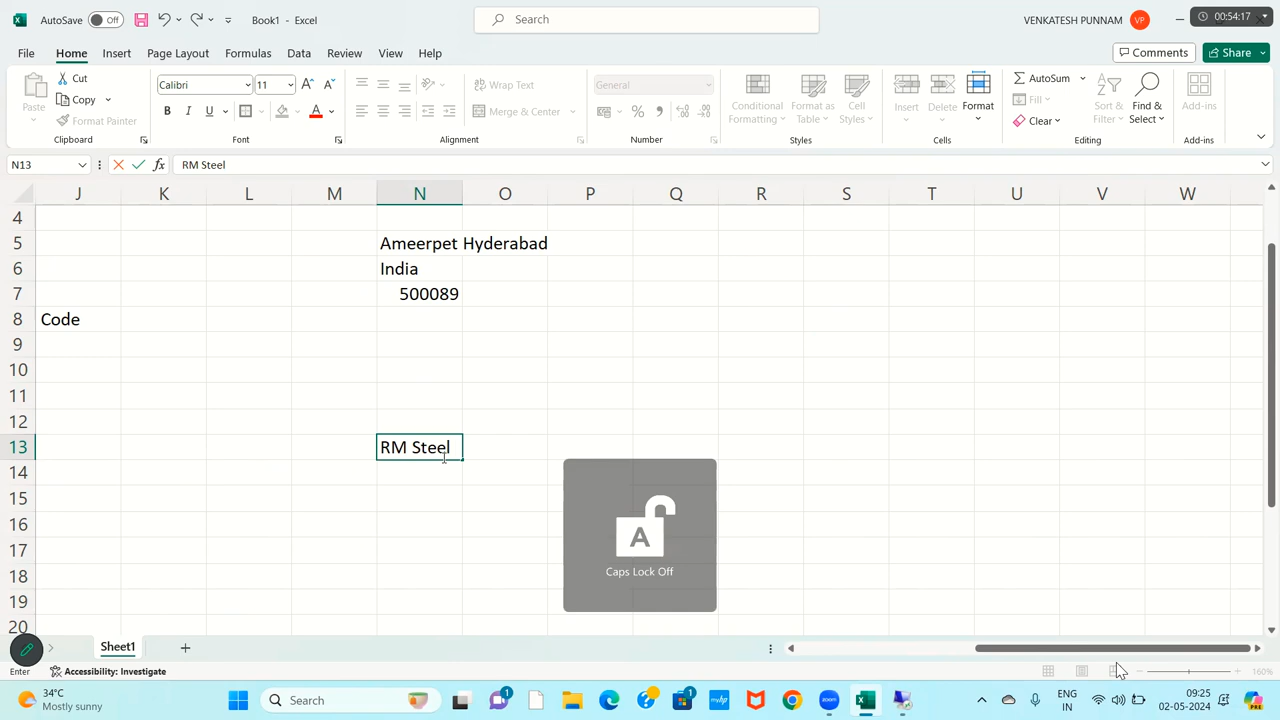 AutoSave Off Book1 - Excel Search VENKATESH PUNNAM VP 00:54:17
File Home Insert Page Layout Formulas Data Review View Help Comments Share
Paste Cut Copy Format Painter Clipboard
Calibri 11 B I U A Font
Wrap Text Merge & Center Alignment
General % Number
Conditional Formatting Format as Table Cell Styles Styles
Insert Delete Format Cells
AutoSum Fill Clear Sort & Filter Find & Select Editing
Add-ins Add-ins
N13 fx RM Steel
J K L M N O P Q R S T U V W
4
5 Ameerpet Hyderabad
6 India
7 500089
8 Code
9
10
11
12
13 RM Steel
14
15
16
17
18
19
20
A
Caps Lock Off
Sheet1
Enter Accessibility: Investigate 160%
34°C Mostly sunny Search 1 1 zoom ENG IN 09:25 02-05-2024 PRE